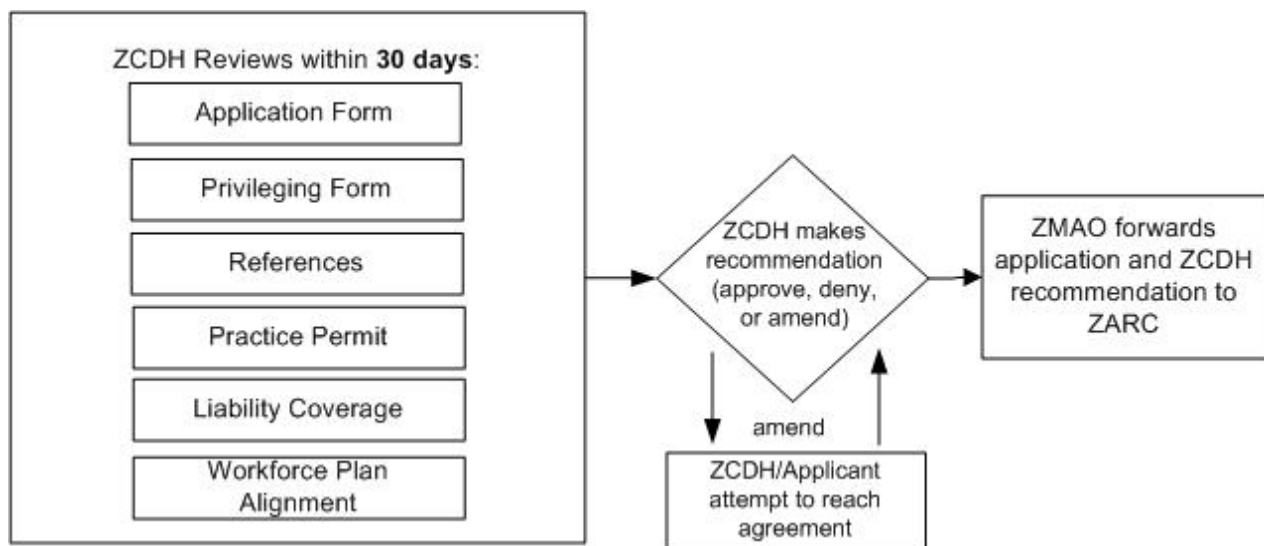 ZCDH Reviews within 30 days:
Application Form
Privileging Form
References
Practice Permit
Liability Coverage
Workforce Plan
Alignment
ZCDH makes
recommendation
(approve, deny,
or amend)
amend
ZCDH/Applicant
attempt to reach
agreement
ZMAO forwards
application and ZCDH
recommendation to
ZARC